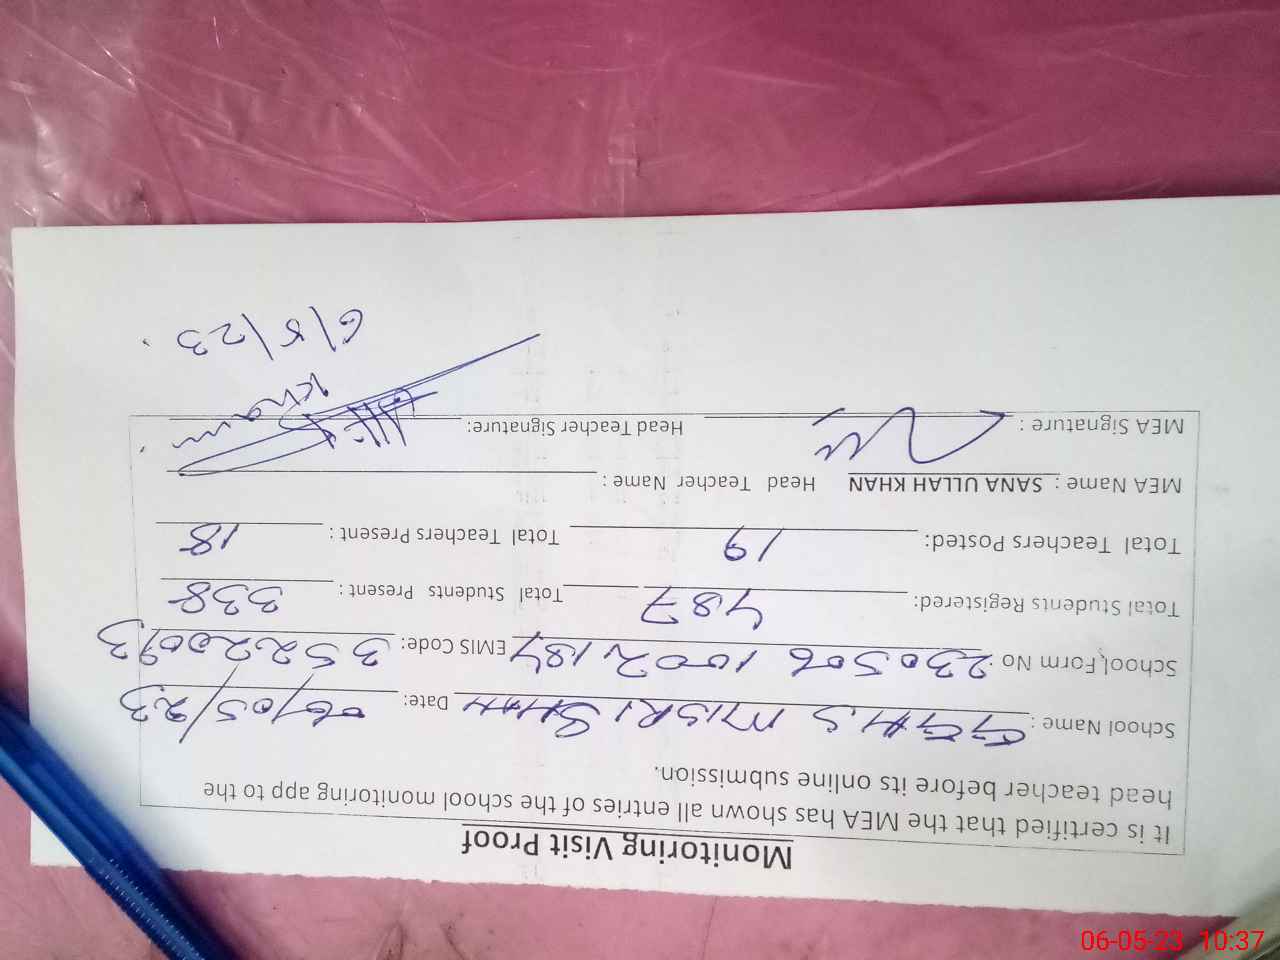 Monitoring Visit Proof
It is certified that the MEA has shown all entries of the school monitoring app to the
head teacher before its online submission.
School Name : GGHS MISRI SHAH Date: 06/05/23
School Form No : 230506 1002187 EMIS Code: 35220093
Total Students Registered: 487 Total Students Present : 338
Total Teachers Posted: 19 Total Teachers Present : 18
MEA Name : SANA ULLAH KHAN Head Teacher Name :
MEA Signature : Head Teacher Signature:
6/5/23
06-05-23 10:37